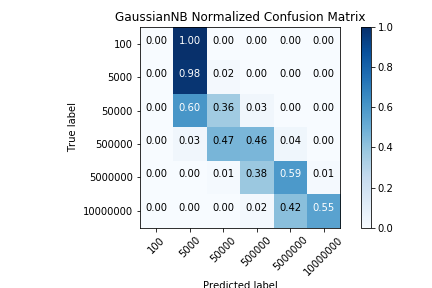 GaussianNB Normalized Confusion Matrix
True label
100 0.00 1.00 0.00 0.00 0.00 0.00
5000 0.00 0.98 0.02 0.00 0.00 0.00
50000 0.00 0.60 0.36 0.03 0.00 0.00
500000 0.00 0.03 0.47 0.46 0.04 0.00
5000000 0.00 0.00 0.01 0.38 0.59 0.01
10000000 0.00 0.00 0.00 0.02 0.42 0.55
100 5000 50000 500000 5000000 10000000
Predicted label
1.0
0.8
0.6
0.4
0.2
0.0